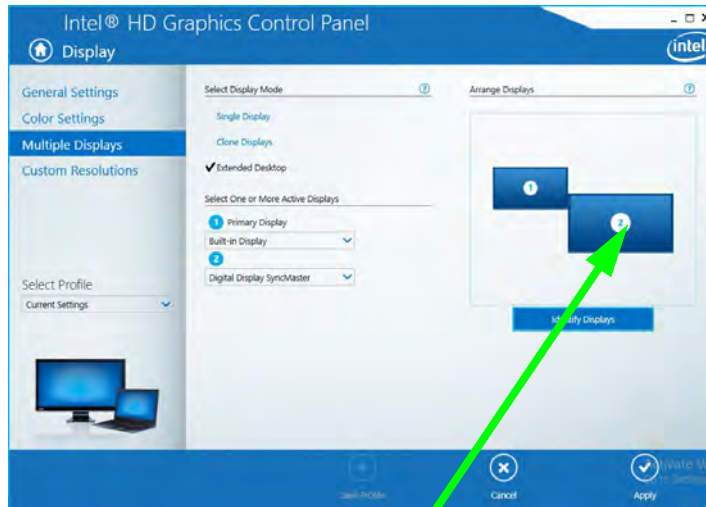 Intel® HD Graphics Control Panel
Display
intel
General Settings
Color Settings
Multiple Displays
Custom Resolutions
Select Profile
Current Settings
Select Display Mode
Single Display
Clone Displays
Extended Desktop
Select One or More Active Displays
1 Primary Display
Built-in Display
2
Digital Display SyncMaster
Arrange Displays
1
2
Identify Displays
Save Profile
Cancel
Apply